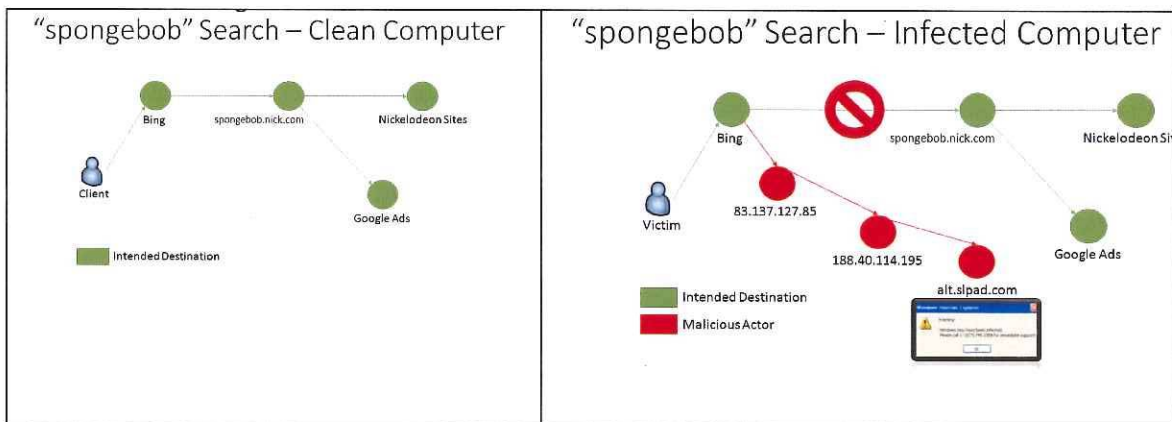 “spongebob” Search – Clean Computer
Bing
spongebob.nick.com
Nickelodeon Sites
Client
Google Ads
Intended Destination
“spongebob” Search – Infected Computer
Bing
spongebob.nick.com
Nickelodeon Sit
83.137.127.85
Victim
188.40.114.195
Google Ads
alt.slpad.com
Intended Destination
Malicious Actor